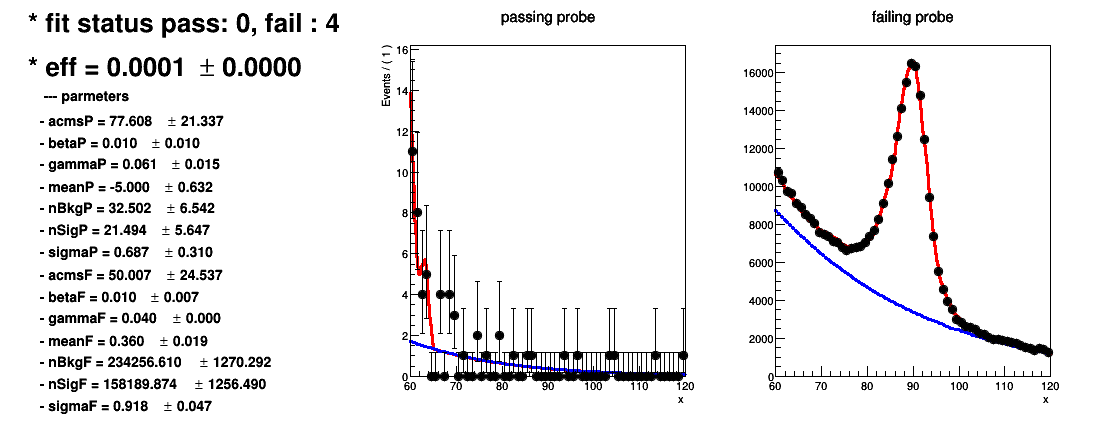 * fit status pass: 0, fail : 4
* eff = 0.0001 ± 0.0000
--- parmeters
- acmsP = 77.608 ± 21.337
- betaP = 0.010 ± 0.010
- gammaP = 0.061 ± 0.015
- meanP = -5.000 ± 0.632
- nBkgP = 32.502 ± 6.542
- nSigP = 21.494 ± 5.647
- sigmaP = 0.687 ± 0.310
- acmsF = 50.007 ± 24.537
- betaF = 0.010 ± 0.007
- gammaF = 0.040 ± 0.000
- meanF = 0.360 ± 0.019
- nBkgF = 234256.610 ± 1270.292
- nSigF = 158189.874 ± 1256.490
- sigmaF = 0.918 ± 0.047
passing probe
Events / ( 1 )
16
14
12
10
8
6
4
2
0
60 70 80 90 100 110 120
x
failing probe
16000
14000
12000
10000
8000
6000
4000
2000
0
60 70 80 90 100 110 120
x